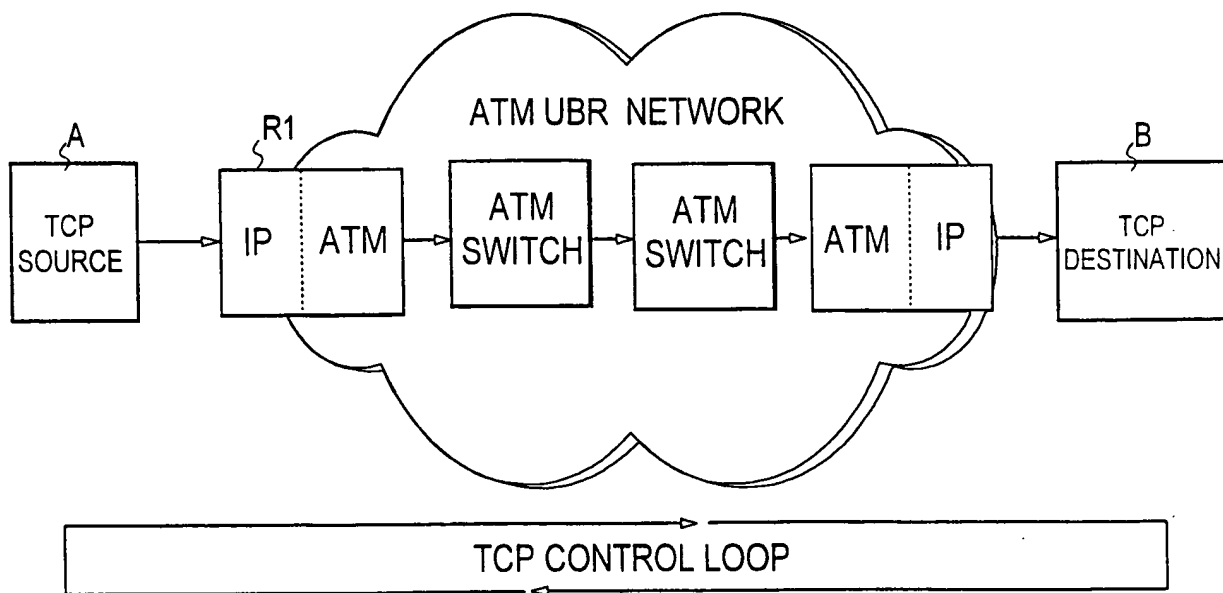 ATM UBR NETWORK
A
R1
B
TCP
SOURCE
IP
ATM
ATM
SWITCH
ATM
SWITCH
ATM
IP
TCP
DESTINATION
TCP CONTROL LOOP